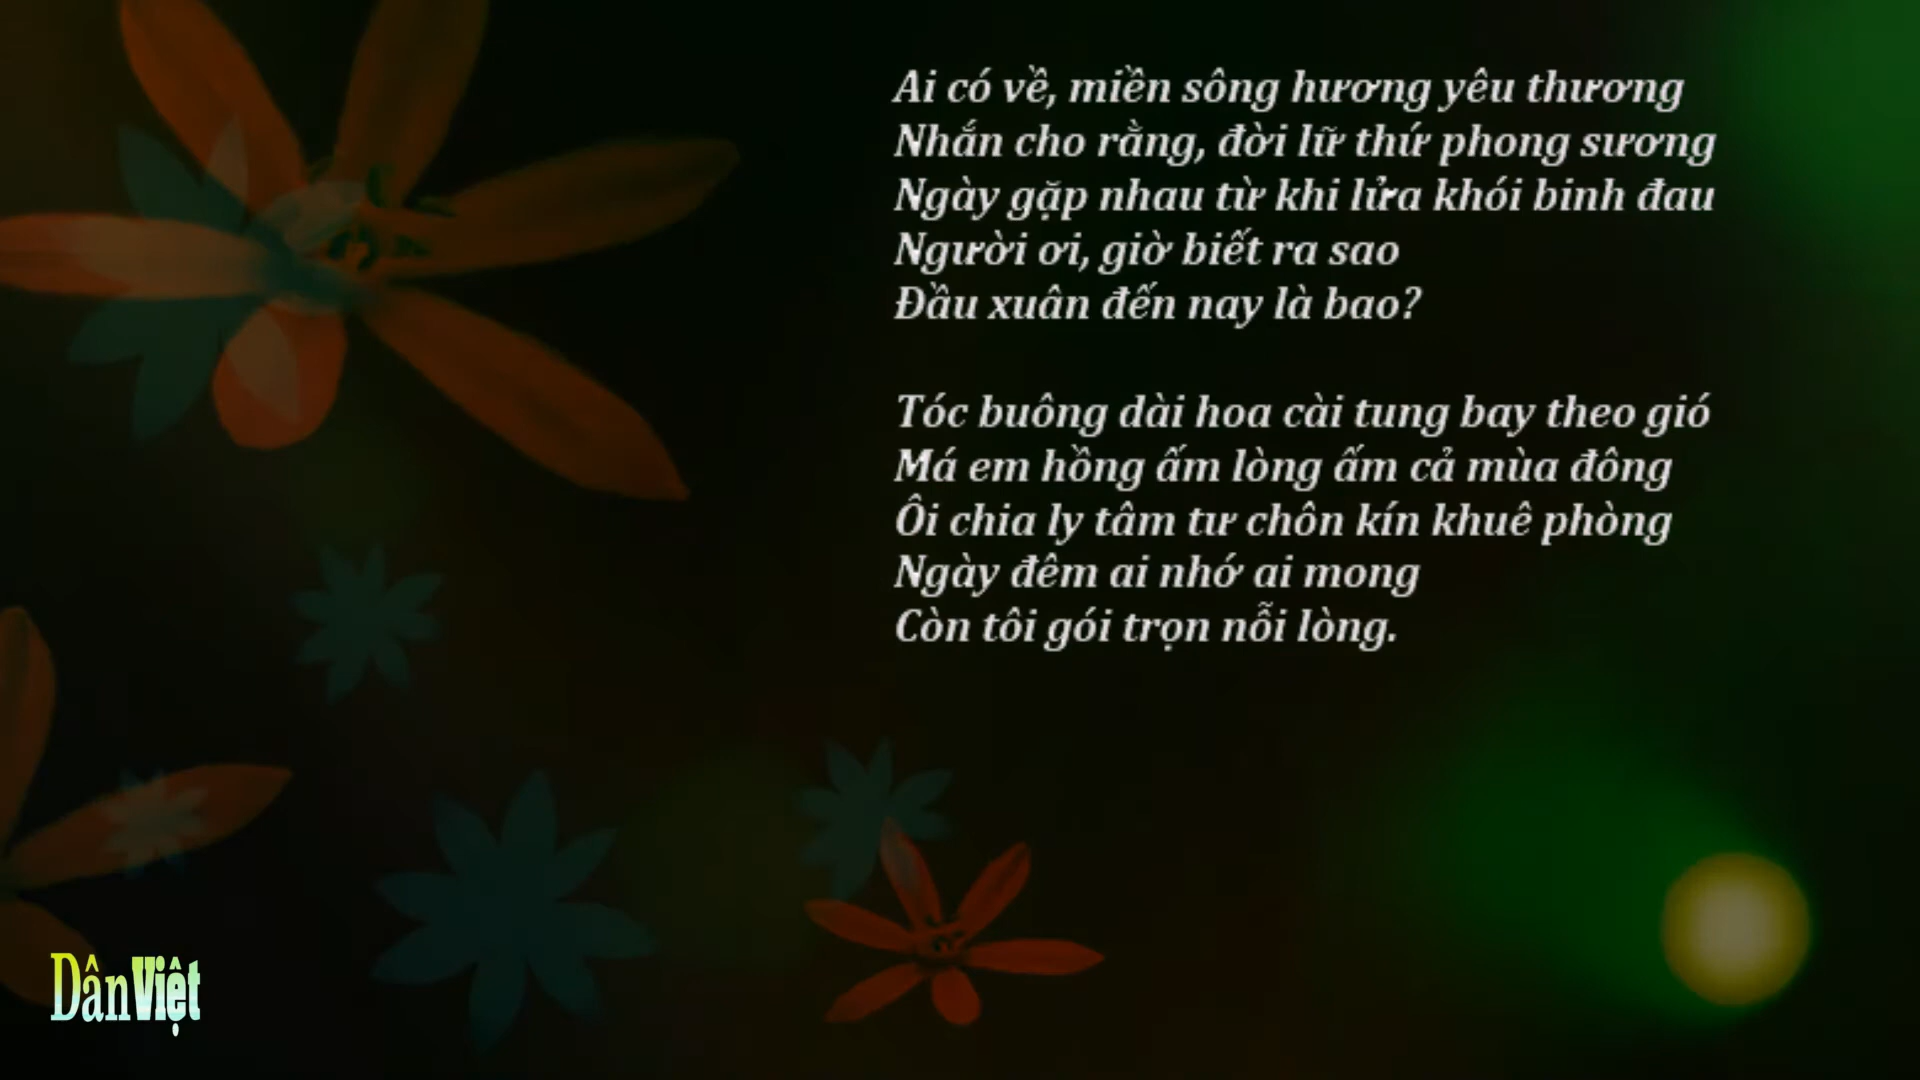 Ai có về, miền sông hương yêu thương
Nhắn cho rằng, đời lữ thứ phong sương
Ngày gặp nhau từ khi lửa khói binh đau
Người ơi, giờ biết ra sao
Đầu xuân đến nay là bao?
Tóc buông dài hoa cài tung bay theo gió
Má em hồng ấm lòng ấm cả mùa đông
Ôi chia ly tâm tư chôn kín khuê phòng
Ngày đêm ai nhớ ai mong
Còn tôi gói trọn nỗi lòng.
DânViệt